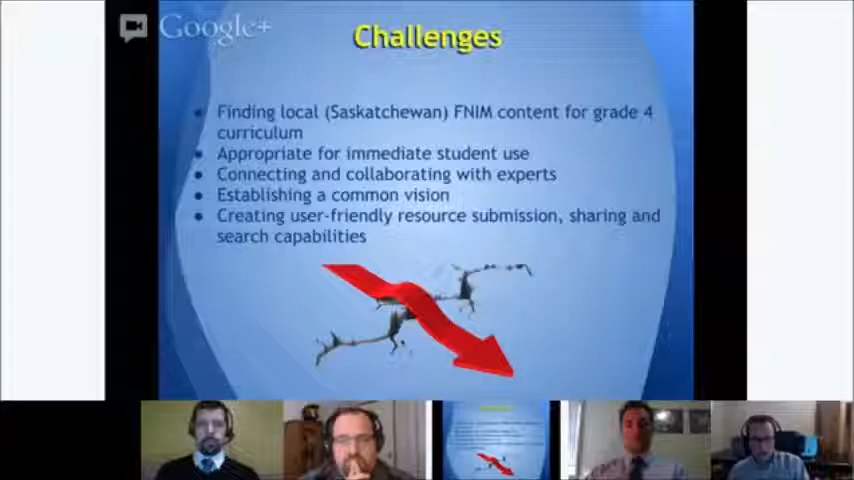 Google+
Challenges
● Finding local (Saskatchewan) FNIM content for grade 4
curriculum
● Appropriate for immediate student use
● Connecting and collaborating with experts
● Establishing a common vision
● Creating user-friendly resource submission, sharing and
search capabilities